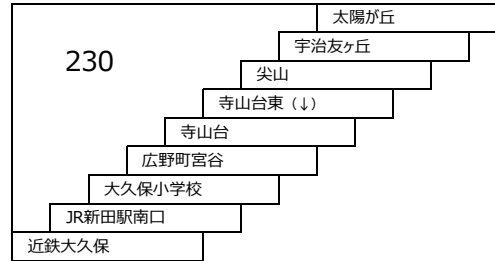 太陽が丘
宇治友ヶ丘
230
尖山
寺山台東（↓）
寺山台
広野町宮谷
大久保小学校
JR新田駅南口
近鉄大久保